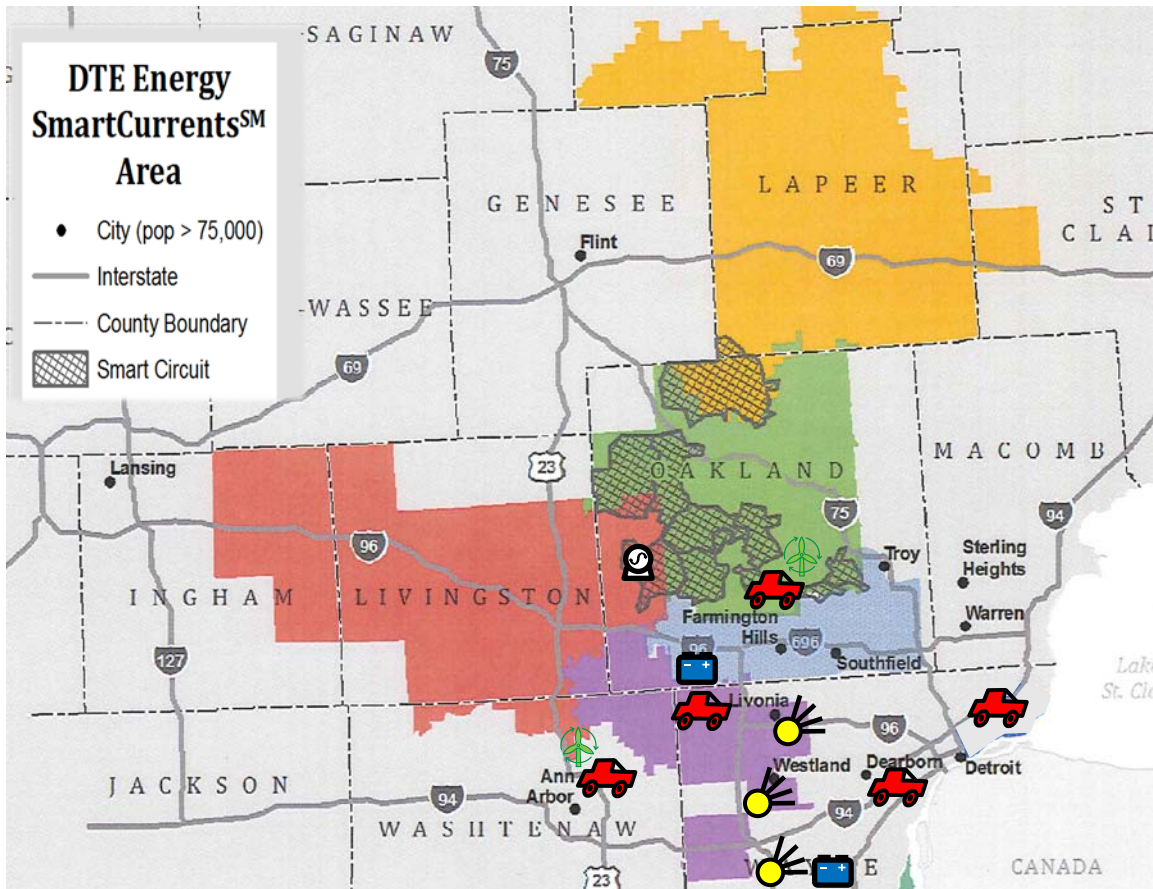 -SAGINAW
DTE Energy
SmartCurrents℠
Area
City (pop > 75,000)
Interstate
County Boundary
Smart Circuit
75
GENESEE
Flint
LAPEER
ST
CLAI
69
-WASSEE
69
Lansing
23
OAKLAND
MACOMB
75
94
96
Troy
Sterling
Heights
INGHAM
LIVINGSTON
Warren
Farmington
Hills
96
696
Southfield
127
Lake
St. Cl
Livonia
96
Westland
Dearborn
Detroit
JACKSON
Ann
Arbor
94
94
WASHTENAW
23
CANADA